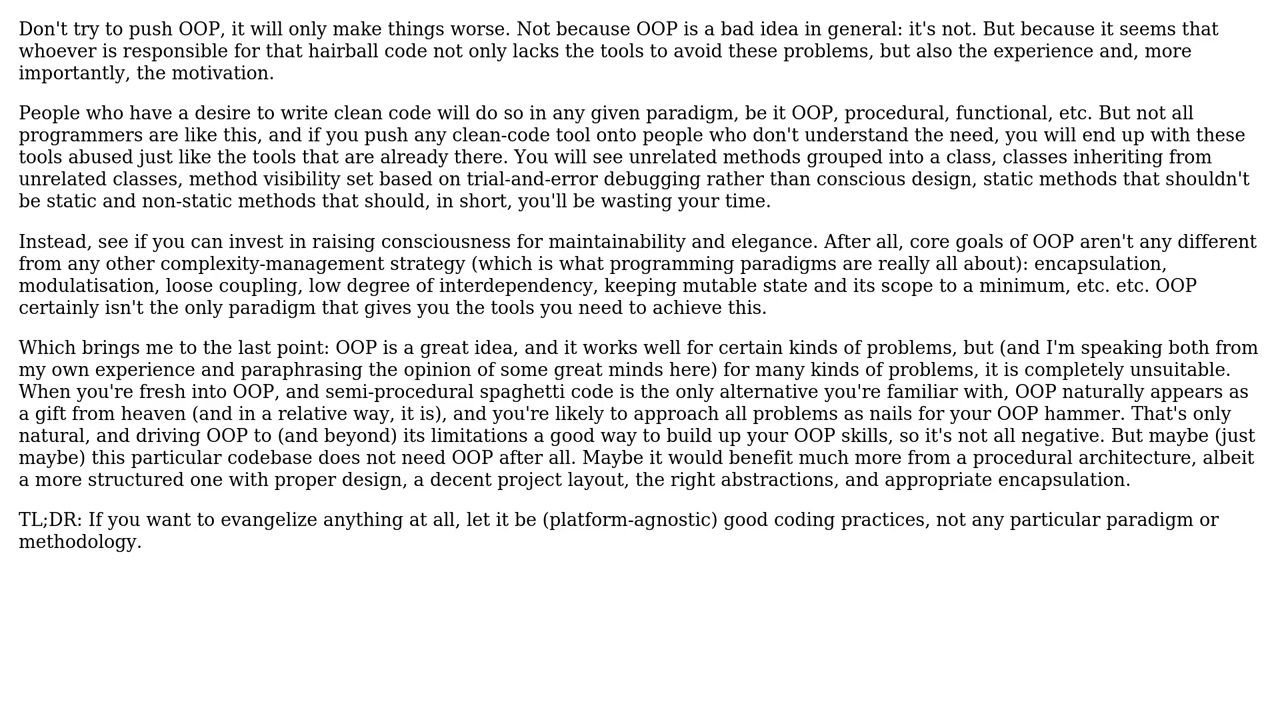 Don't try to push OOP, it will only make things worse. Not because OOP is a bad idea in general: it's not. But because it seems that
whoever is responsible for that hairball code not only lacks the tools to avoid these problems, but also the experience and, more
importantly, the motivation.
People who have a desire to write clean code will do so in any given paradigm, be it OOP, procedural, functional, etc. But not all
programmers are like this, and if you push any clean-code tool onto people who don't understand the need, you will end up with these
tools abused just like the tools that are already there. You will see unrelated methods grouped into a class, classes inheriting from
unrelated classes, method visibility set based on trial-and-error debugging rather than conscious design, static methods that shouldn't
be static and non-static methods that should, in short, you'll be wasting your time.
Instead, see if you can invest in raising consciousness for maintainability and elegance. After all, core goals of OOP aren't any different
from any other complexity-management strategy (which is what programming paradigms are really all about): encapsulation,
modulatisation, loose coupling, low degree of interdependency, keeping mutable state and its scope to a minimum, etc. etc. OOP
certainly isn't the only paradigm that gives you the tools you need to achieve this.
Which brings me to the last point: OOP is a great idea, and it works well for certain kinds of problems, but (and I'm speaking both from
my own experience and paraphrasing the opinion of some great minds here) for many kinds of problems, it is completely unsuitable.
When you're fresh into OOP, and semi-procedural spaghetti code is the only alternative you're familiar with, OOP naturally appears as
a gift from heaven (and in a relative way, it is), and you're likely to approach all problems as nails for your OOP hammer. That's only
natural, and driving OOP to (and beyond) its limitations a good way to build up your OOP skills, so it's not all negative. But maybe (just
maybe) this particular codebase does not need OOP after all. Maybe it would benefit much more from a procedural architecture, albeit
a more structured one with proper design, a decent project layout, the right abstractions, and appropriate encapsulation.
TL;DR: If you want to evangelize anything at all, let it be (platform-agnostic) good coding practices, not any particular paradigm or
methodology.